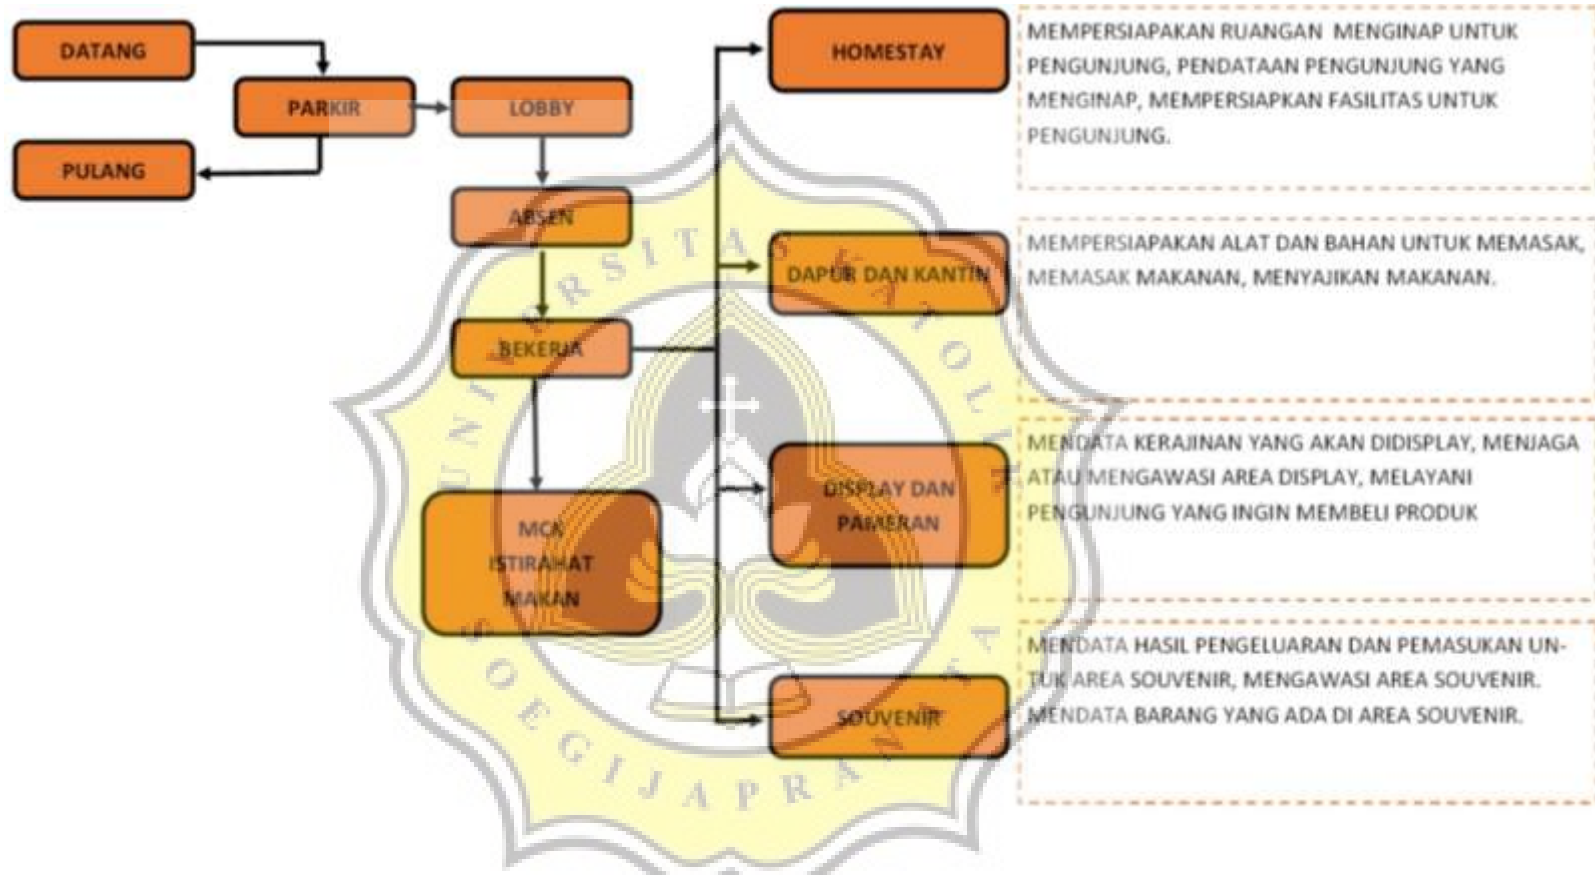 DATANG
PARKIR
LOBBY
PULANG
ABSEN
BEKERJA
MCK
ISTIRAHAT
MAKAN
HOMESTAY
MEMPERSIAPAKAN RUANGAN MENGINAP UNTUK
PENGUNJUNG, PENDATAAN PENGUNJUNG YANG
MENGINAP, MEMPERSIAPKAN FASILITAS UNTUK
PENGUNJUNG.
DAPUR DAN KANTIN
MEMPERSIAPAKAN ALAT DAN BAHAN UNTUK MEMASAK,
MEMASAK MAKANAN, MENYAJIKAN MAKANAN.
DISPLAY DAN
PAMERAN
MENDATA KERAJINAN YANG AKAN DIDISPLAY, MENJAGA
ATAU MENGAWASI AREA DISPLAY, MELAYANI
PENGUNJUNG YANG INGIN MEMBELI PRODUK
SOUVENIR
MENDATA HASIL PENGELUARAN DAN PEMASUKAN UN-
TUK AREA SOUVENIR, MENGAWASI AREA SOUVENIR.
MENDATA BARANG YANG ADA DI AREA SOUVENIR.
UNIVERSITAS KATOLIK
SOEGIJAPRANATA